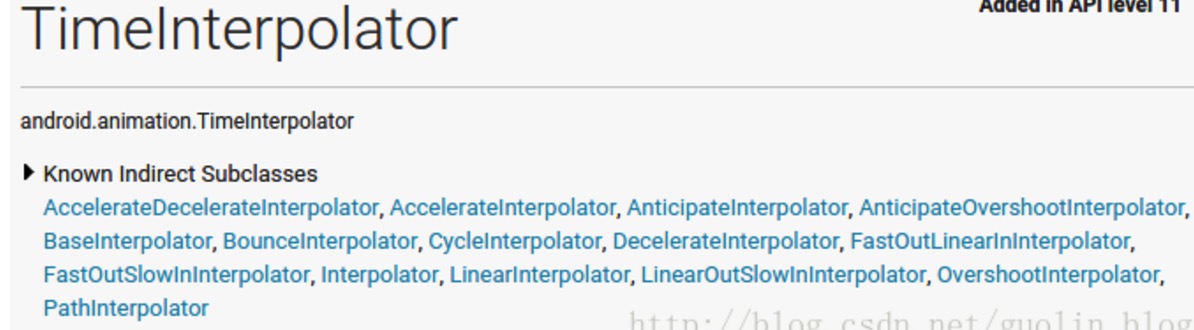 Added in API level 11
TimeInterpolator
android.animation.TimeInterpolator
Known Indirect Subclasses
AccelerateDecelerateInterpolator, AccelerateInterpolator, AnticipateInterpolator, AnticipateOvershootInterpolator,
BaseInterpolator, BounceInterpolator, CycleInterpolator, DecelerateInterpolator, FastOutLinearInInterpolator,
FastOutSlowInInterpolator, Interpolator, LinearInterpolator, LinearOutSlowInInterpolator, OvershootInterpolator,
PathInterpolator
http://blog.csdn.net/guolin_blog